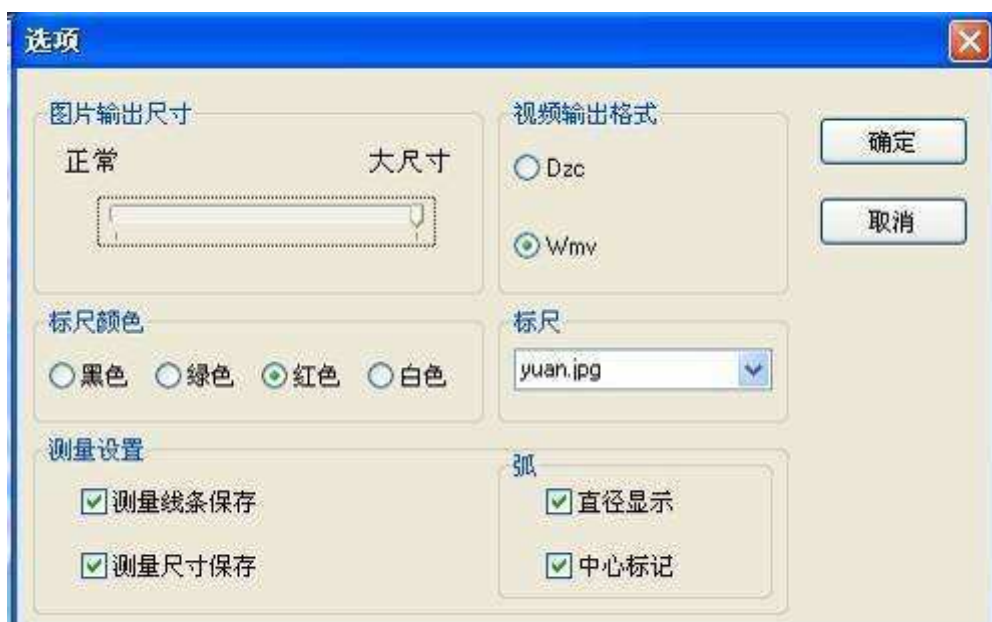 选项
图片输出尺寸
正常 大尺寸
视频输出格式
Dzc
Wmv
确定
取消
标尺颜色
黑色 绿色 红色 白色
标尺
yuan.jpg
测量设置
测量线条保存
测量尺寸保存
弧
直径显示
中心标记